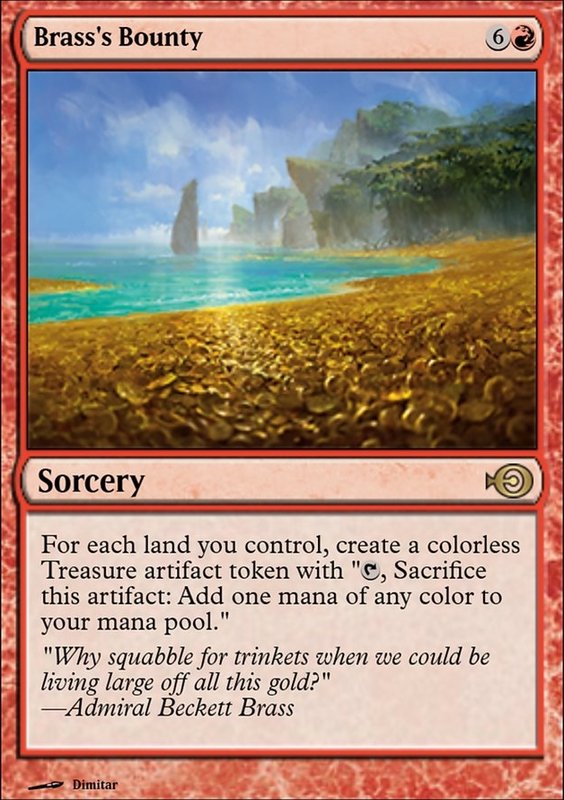 Brass's Bounty 6
Sorcery
For each land you control, create a colorless
Treasure artifact token with ", Sacrifice
this artifact: Add one mana of any color to
your mana pool."
"Why squabble for trinkets when we could be
living large off all this gold?"
—Admiral Beckett Brass
Dimitar